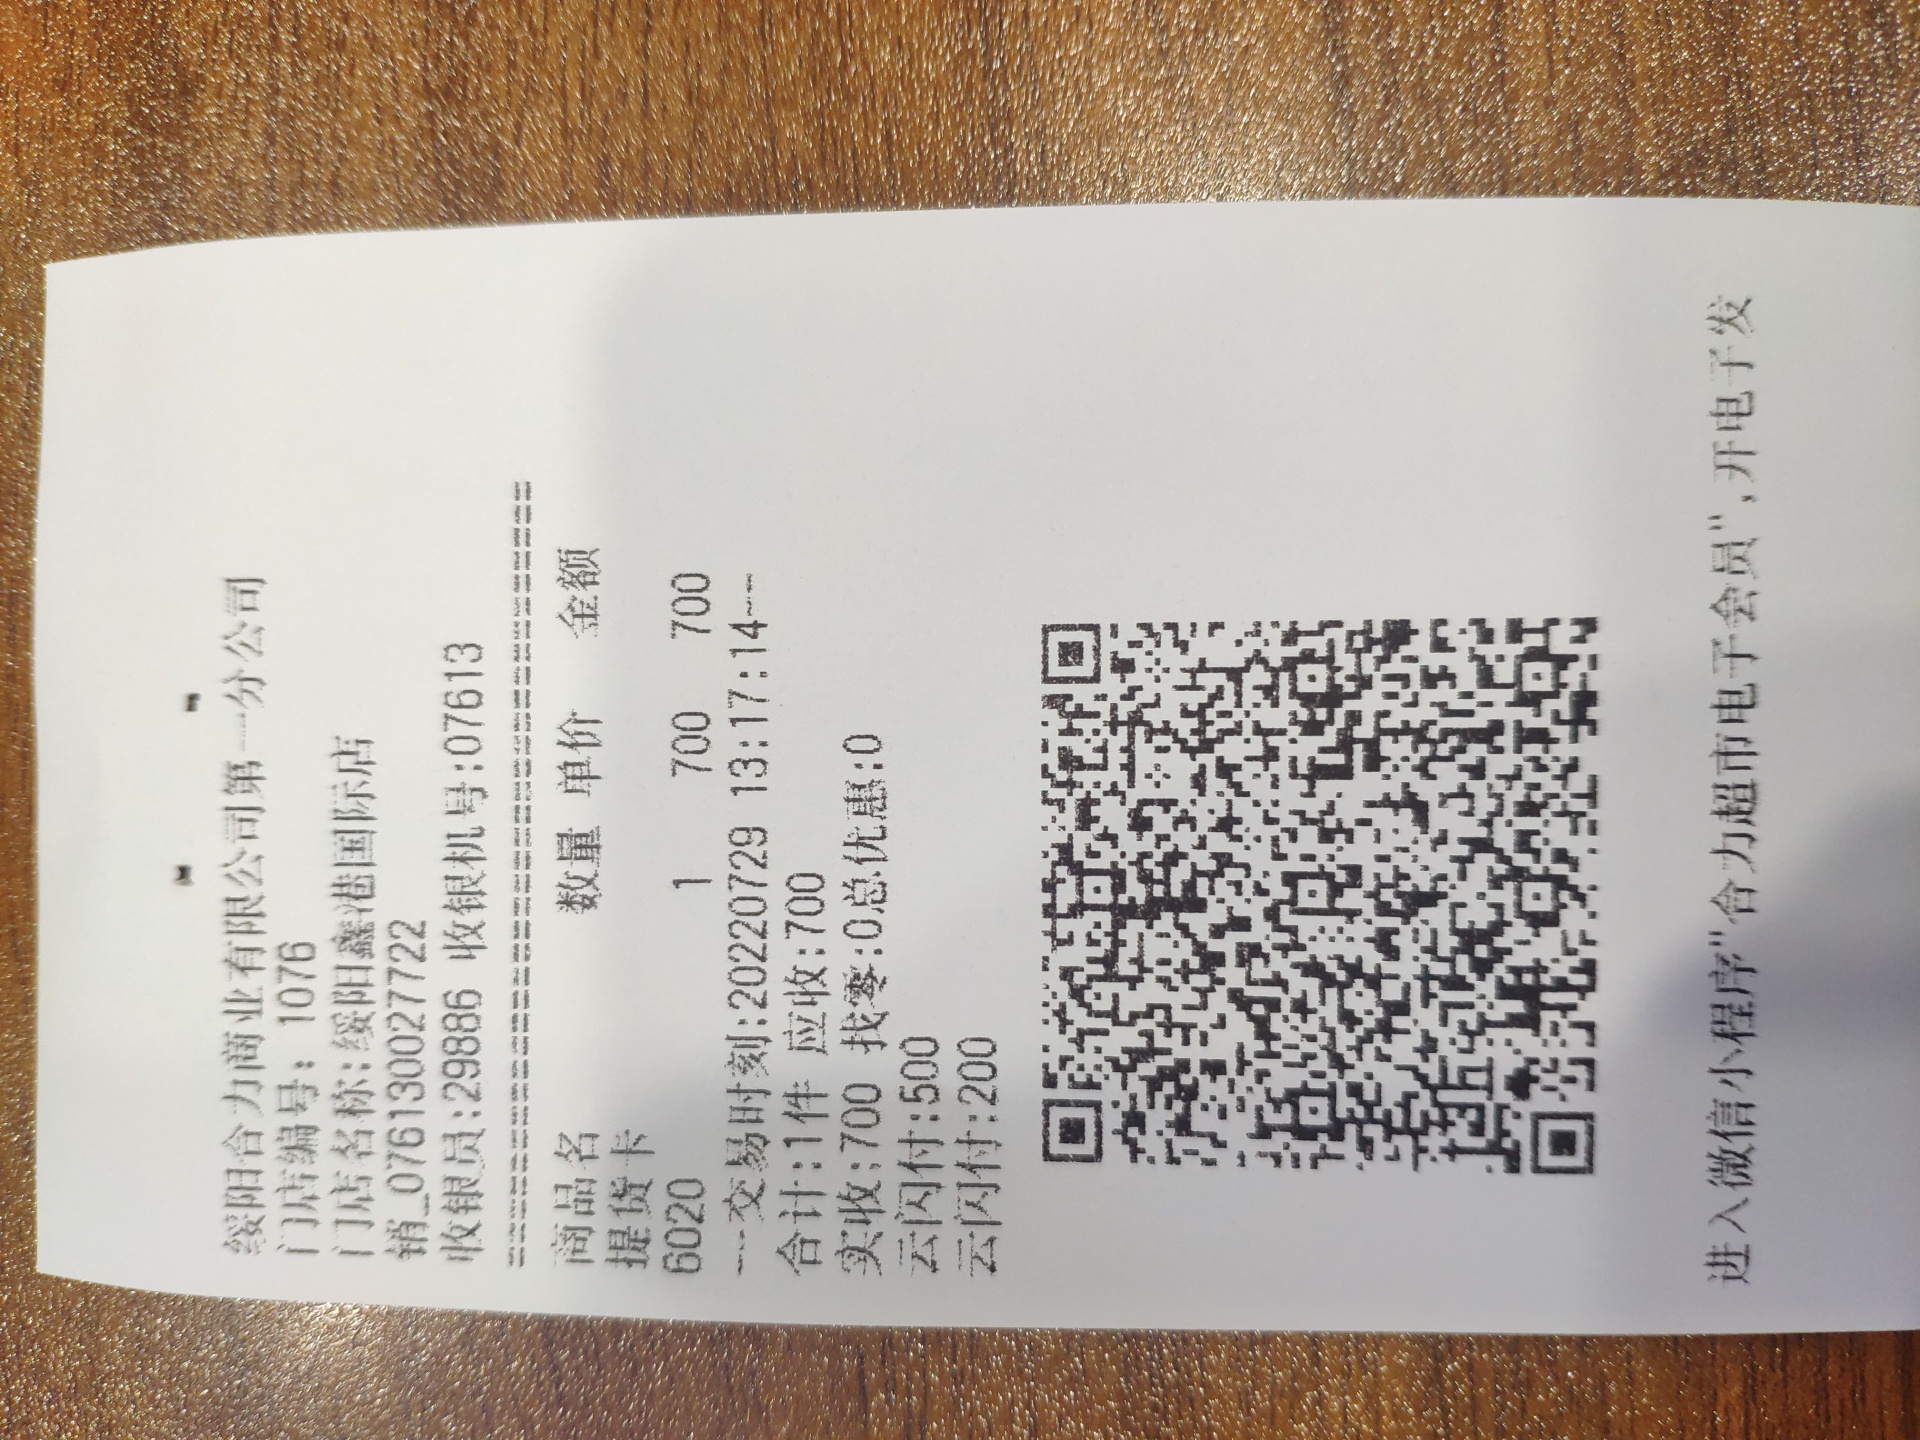 绥阳合力商业有限公司第一分公司
门店编号: 1076
门店名称:绥阳鑫港国际店
销_0761300027722
收银员:29886 收银机号:07613
商品名 数量 单价 金额
提货卡
6020 1 700 700
--交易时刻:20220729 13:17:14--
合计:1件 应收:700
实收:700 找零:0总优惠:0
云闪付:500
云闪付:200
进入微信小程序"合力超市电子会员",开电子发